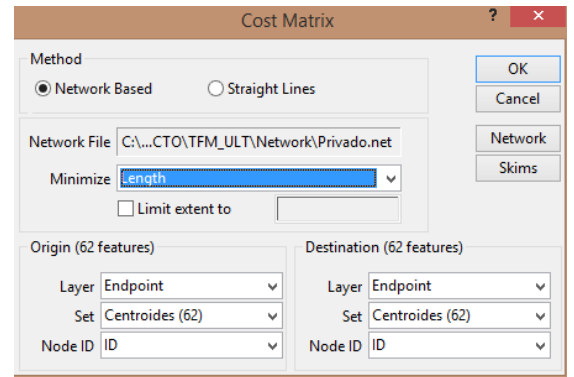 Cost Matrix
?
Method
Network Based
Straight Lines
OK
Cancel
Network File C:\...CTO\TFM_ULT\Network\Privado.net
Network
Minimize Length
Skims
Limit extent to
Origin (62 features)
Layer Endpoint
Set Centroides (62)
Node ID ID
Destination (62 features)
Layer Endpoint
Set Centroides (62)
Node ID ID